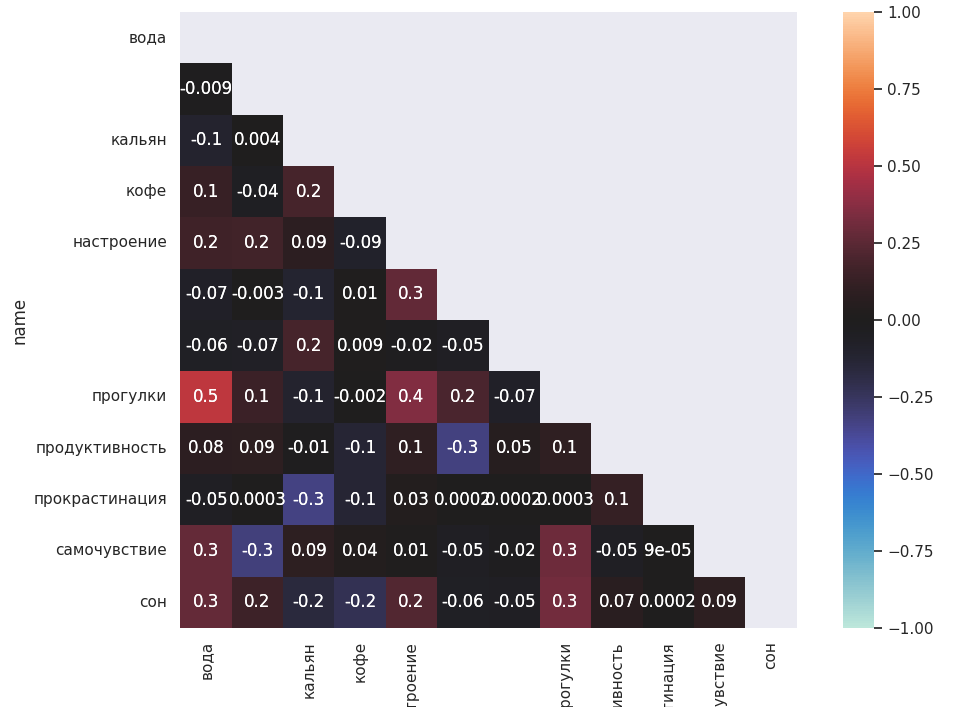 вода
-0.009
кальян -0.1 0.004
кофе 0.1 -0.04 0.2
настроение 0.2 0.2 0.09 -0.09
-0.07 -0.003 -0.1 0.01 0.3
-0.06 -0.07 0.2 0.009 -0.02 -0.05
прогулки 0.5 0.1 -0.1 -0.002 0.4 0.2 -0.07
продуктивность 0.08 0.09 -0.01 -0.1 0.1 -0.3 0.05 0.1
прокрастинация -0.05 0.0003 -0.3 -0.1 0.03 0.0002 0.0002 0.0003 0.1
самочувствие 0.3 -0.3 0.09 0.04 0.01 -0.05 -0.02 0.3 -0.05 9e-05
сон 0.3 0.2 -0.2 -0.2 0.2 -0.06 -0.05 0.3 0.07 0.0002 0.09
name
вода
кальян
кофе
троение
рогулки
ивность
тинация
увствие
сон
1.00
0.75
0.50
0.25
0.00
−0.25
−0.50
−0.75
−1.00